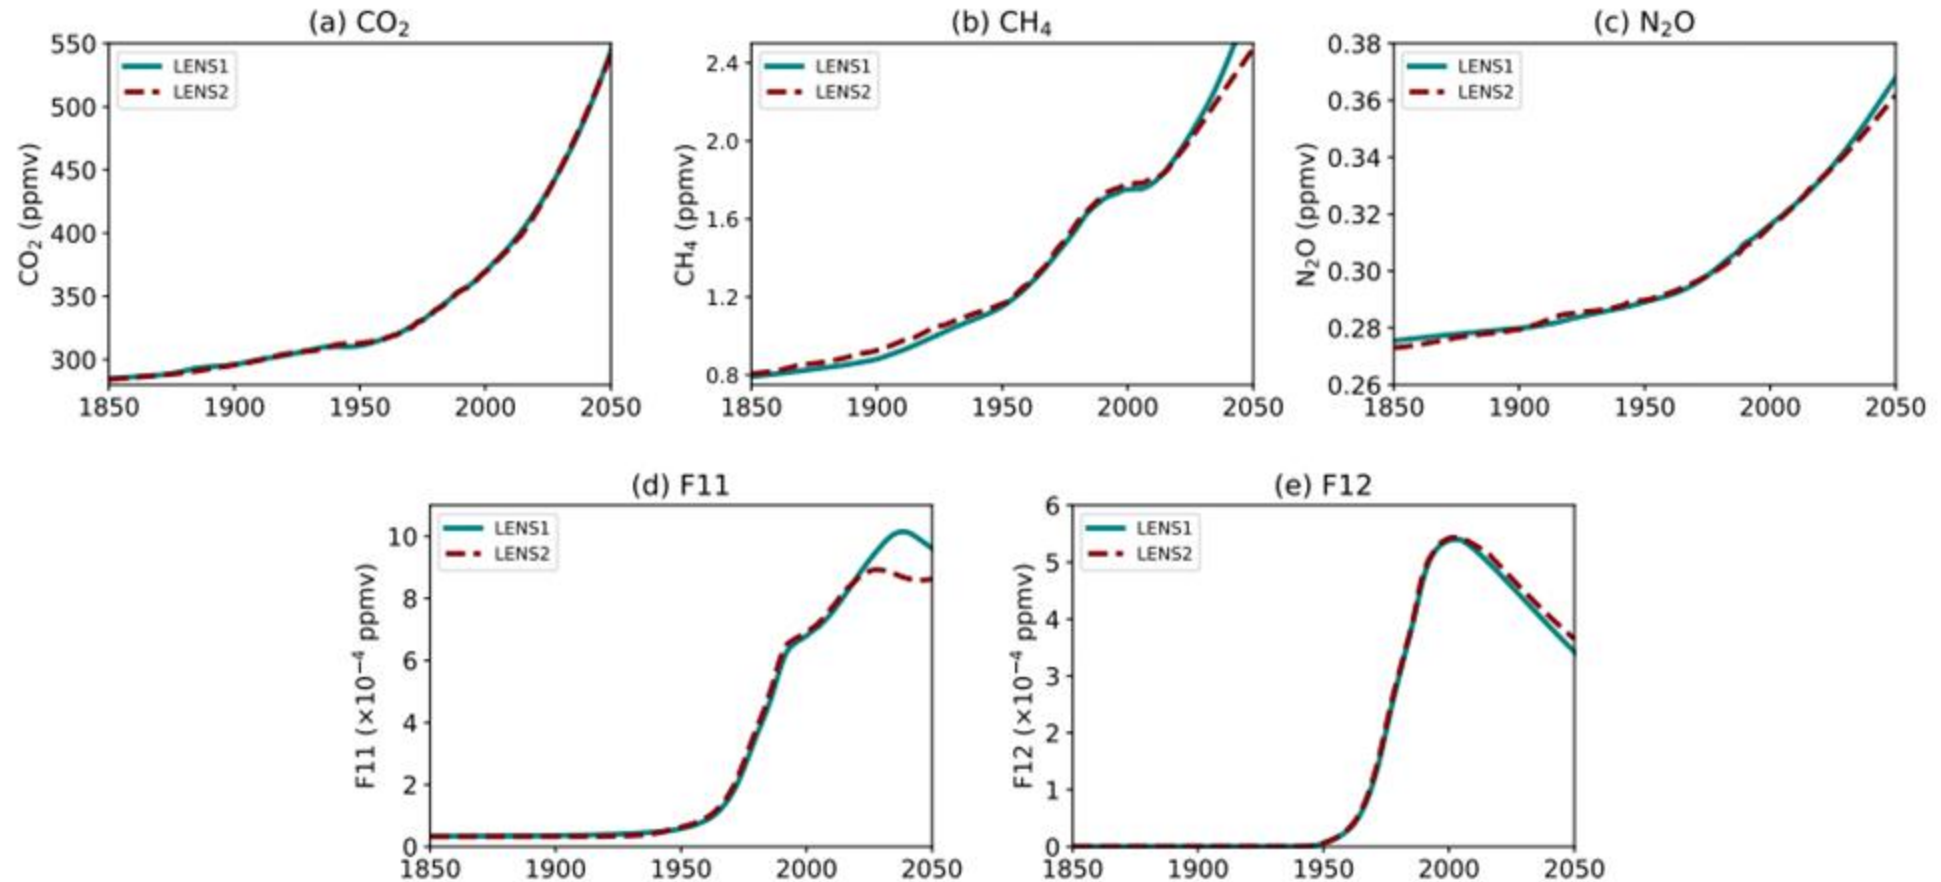 (a) CO₂
CO₂ (ppmv)
550
500
450
400
350
300
LENS1
LENS2
1850 1900 1950 2000 2050
(b) CH₄
CH₄ (ppmv)
2.4
2.0
1.6
1.2
0.8
LENS1
LENS2
1850 1900 1950 2000 2050
(c) N₂O
N₂O (ppmv)
0.38
0.36
0.34
0.32
0.30
0.28
0.26
LENS1
LENS2
1850 1900 1950 2000 2050
(d) F11
F11 (×10⁻⁴ ppmv)
10
8
6
4
2
0
LENS1
LENS2
1850 1900 1950 2000 2050
(e) F12
F12 (×10⁻⁴ ppmv)
6
5
4
3
2
1
0
LENS1
LENS2
1850 1900 1950 2000 2050